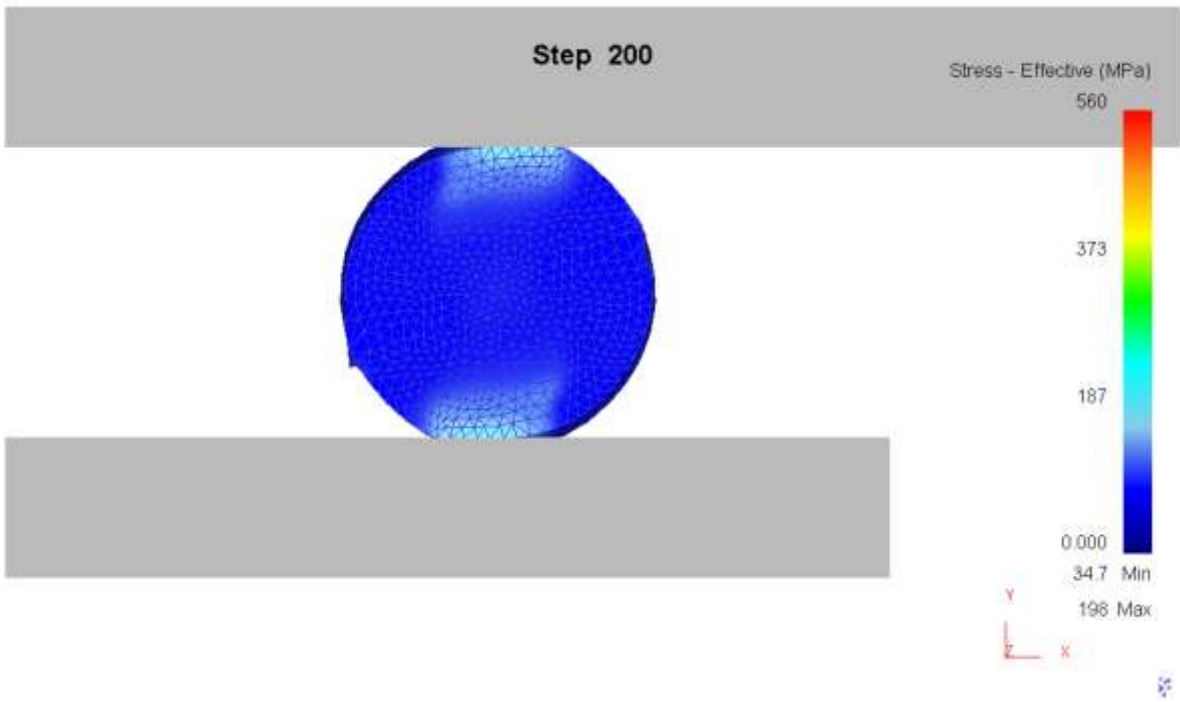 Step 200
Stress - Effective (MPa)
560
373
187
0.000
34.7 Min
198 Max
Y
Z X